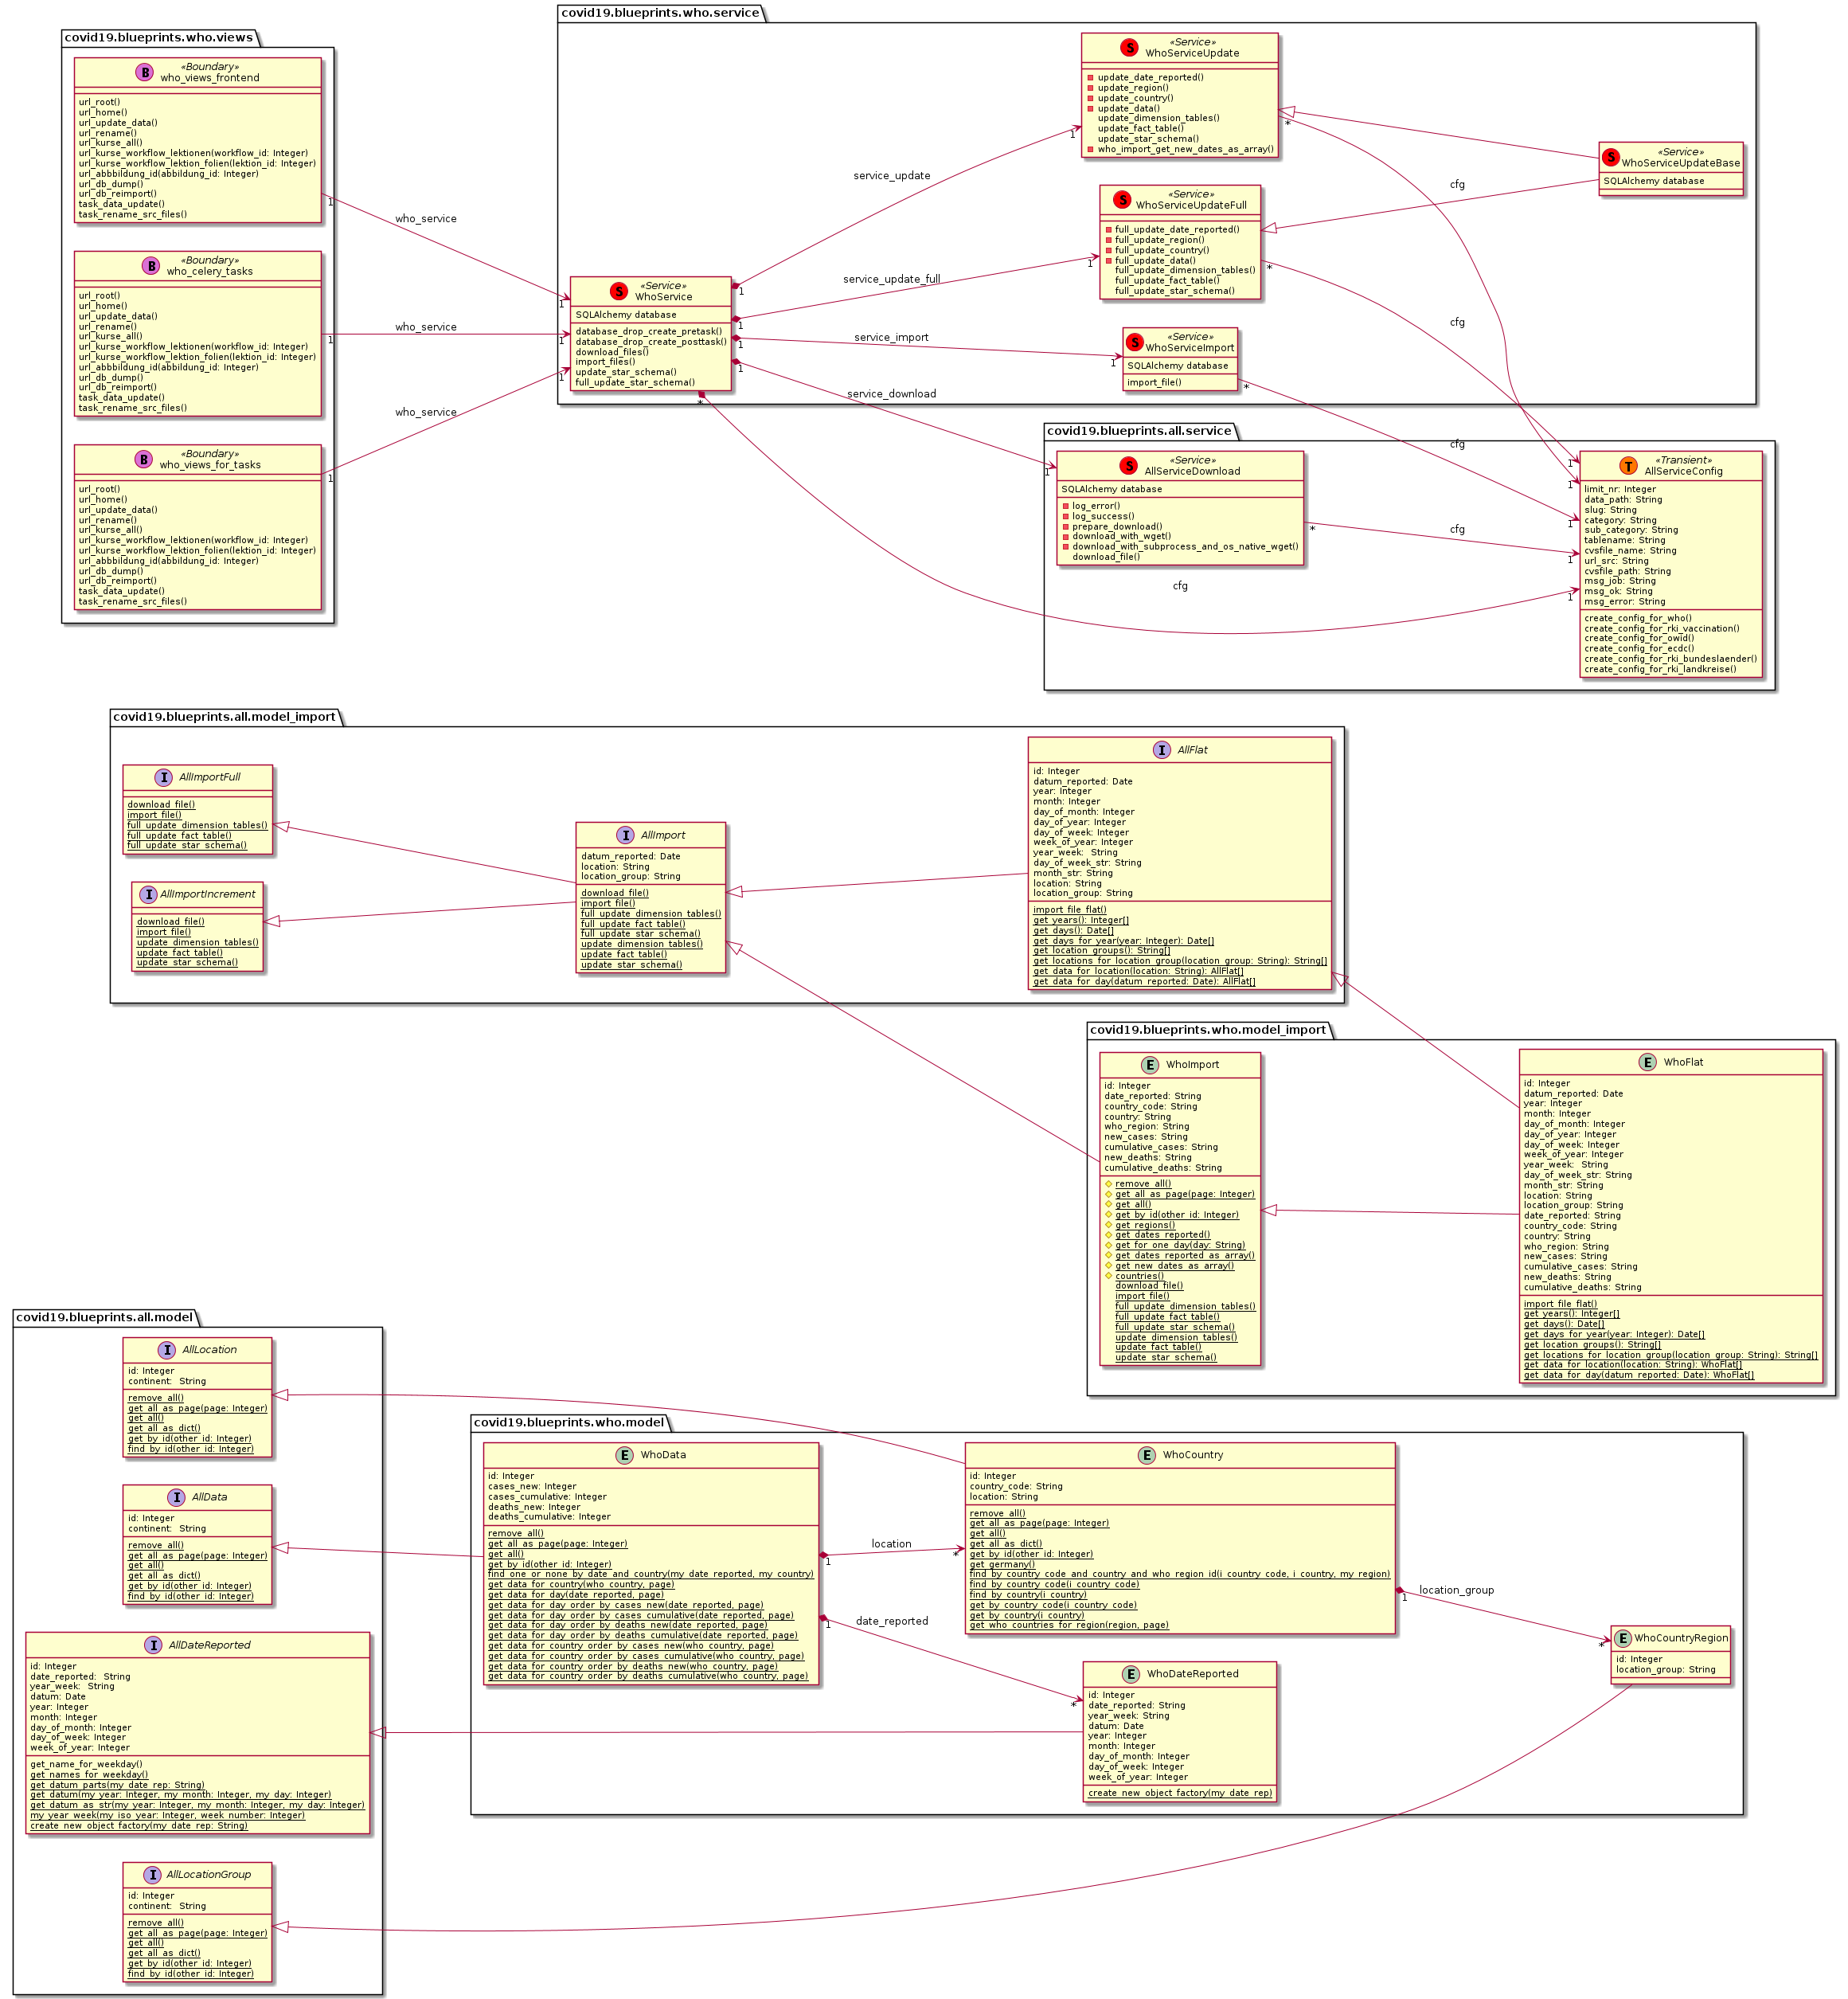 covid19.blueprints.who.views
«Boundary»
who_views_frontend
url_root()
url_home()
url_update_data()
url_rename()
url_kurse_all()
url_kurse_workflow_lektionen(workflow_id: Integer)
url_kurse_workflow_lektion_folien(lektion_id: Integer)
url_abbbildung_id(abbildung_id: Integer)
url_db_dump()
url_db_reimport()
task_data_update()
task_rename_src_files()
«Boundary»
who_celery_tasks
url_root()
url_home()
url_update_data()
url_rename()
url_kurse_all()
url_kurse_workflow_lektionen(workflow_id: Integer)
url_kurse_workflow_lektion_folien(lektion_id: Integer)
url_abbbildung_id(abbildung_id: Integer)
url_db_dump()
url_db_reimport()
task_data_update()
task_rename_src_files()
«Boundary»
who_views_for_tasks
url_root()
url_home()
url_update_data()
url_rename()
url_kurse_all()
url_kurse_workflow_lektionen(workflow_id: Integer)
url_kurse_workflow_lektion_folien(lektion_id: Integer)
url_abbbildung_id(abbildung_id: Integer)
url_db_dump()
url_db_reimport()
task_data_update()
task_rename_src_files()
who_service
1
1
who_service
1
1
who_service
1
1
covid19.blueprints.who.service
«Service»
WhoService
SQLAlchemy database
database_drop_create_pretask()
database_drop_create_posttask()
download_files()
import_files()
update_star_schema()
full_update_star_schema()
service_update
1
1
service_update_full
1
1
service_import
1
1
service_download
1
1
cfg
*
1
«Service»
WhoServiceUpdate
update_date_reported()
update_region()
update_country()
update_data()
update_dimension_tables()
update_fact_table()
update_star_schema()
who_import_get_new_dates_as_array()
«Service»
WhoServiceUpdateFull
full_update_date_reported()
full_update_region()
full_update_country()
full_update_data()
full_update_dimension_tables()
full_update_fact_table()
full_update_star_schema()
«Service»
WhoServiceImport
SQLAlchemy database
import_file()
«Service»
WhoServiceUpdateBase
SQLAlchemy database
cfg
*
1
cfg
*
1
cfg
*
1
covid19.blueprints.all.service
«Service»
AllServiceDownload
SQLAlchemy database
log_error()
log_success()
prepare_download()
download_with_wget()
download_with_subprocess_and_os_native_wget()
download_file()
cfg
*
1
«Transient»
AllServiceConfig
limit_nr: Integer
data_path: String
slug: String
category: String
sub_category: String
tablename: String
cvsfile_name: String
url_src: String
cvsfile_path: String
msg_job: String
msg_ok: String
msg_error: String
create_config_for_who()
create_config_for_rki_vaccination()
create_config_for_owid()
create_config_for_ecdc()
create_config_for_rki_bundeslaender()
create_config_for_rki_landkreise()
covid19.blueprints.all.model_import
AllImportFull
download_file()
import_file()
full_update_dimension_tables()
full_update_fact_table()
full_update_star_schema()
AllImportIncrement
download_file()
import_file()
update_dimension_tables()
update_fact_table()
update_star_schema()
AllImport
datum_reported: Date
location: String
location_group: String
download_file()
import_file()
full_update_dimension_tables()
full_update_fact_table()
full_update_star_schema()
update_dimension_tables()
update_fact_table()
update_star_schema()
AllFlat
id: Integer
datum_reported: Date
year: Integer
month: Integer
day_of_month: Integer
day_of_year: Integer
day_of_week: Integer
week_of_year: Integer
year_week:  String
day_of_week_str: String
month_str: String
location: String
location_group: String
import_file_flat()
get_years(): Integer[]
get_days(): Date[]
get_days_for_year(year: Integer): Date[]
get_location_groups(): String[]
get_locations_for_location_group(location_group: String): String[]
get_data_for_location(location: String): AllFlat[]
get_data_for_day(datum_reported: Date): AllFlat[]
covid19.blueprints.who.model_import
WhoImport
id: Integer
date_reported: String
country_code: String
country: String
who_region: String
new_cases: String
cumulative_cases: String
new_deaths: String
cumulative_deaths: String
remove_all()
get_all_as_page(page: Integer)
get_all()
get_by_id(other_id: Integer)
get_regions()
get_dates_reported()
get_for_one_day(day: String)
get_dates_reported_as_array()
get_new_dates_as_array()
countries()
download_file()
import_file()
full_update_dimension_tables()
full_update_fact_table()
full_update_star_schema()
update_dimension_tables()
update_fact_table()
update_star_schema()
WhoFlat
id: Integer
datum_reported: Date
year: Integer
month: Integer
day_of_month: Integer
day_of_year: Integer
day_of_week: Integer
week_of_year: Integer
year_week:  String
day_of_week_str: String
month_str: String
location: String
location_group: String
date_reported: String
country_code: String
country: String
who_region: String
new_cases: String
cumulative_cases: String
new_deaths: String
cumulative_deaths: String
import_file_flat()
get_years(): Integer[]
get_days(): Date[]
get_days_for_year(year: Integer): Date[]
get_location_groups(): String[]
get_locations_for_location_group(location_group: String): String[]
get_data_for_location(location: String): WhoFlat[]
get_data_for_day(datum_reported: Date): WhoFlat[]
covid19.blueprints.all.model
AllLocation
id: Integer
continent:  String
remove_all()
get_all_as_page(page: Integer)
get_all()
get_all_as_dict()
get_by_id(other_id: Integer)
find_by_id(other_id: Integer)
AllData
id: Integer
continent:  String
remove_all()
get_all_as_page(page: Integer)
get_all()
get_all_as_dict()
get_by_id(other_id: Integer)
find_by_id(other_id: Integer)
AllDateReported
id: Integer
date_reported:  String
year_week:  String
datum: Date
year: Integer
month: Integer
day_of_month: Integer
day_of_week: Integer
week_of_year: Integer
get_name_for_weekday()
get_names_for_weekday()
get_datum_parts(my_date_rep: String)
get_datum(my_year: Integer, my_month: Integer, my_day: Integer)
get_datum_as_str(my_year: Integer, my_month: Integer, my_day: Integer)
my_year_week(my_iso_year: Integer, week_number: Integer)
create_new_object_factory(my_date_rep: String)
AllLocationGroup
id: Integer
continent:  String
remove_all()
get_all_as_page(page: Integer)
get_all()
get_all_as_dict()
get_by_id(other_id: Integer)
find_by_id(other_id: Integer)
covid19.blueprints.who.model
WhoData
id: Integer
cases_new: Integer
cases_cumulative: Integer
deaths_new: Integer
deaths_cumulative: Integer
remove_all()
get_all_as_page(page: Integer)
get_all()
get_by_id(other_id: Integer)
find_one_or_none_by_date_and_country(my_date_reported, my_country)
get_data_for_country(who_country, page)
get_data_for_day(date_reported, page)
get_data_for_day_order_by_cases_new(date_reported, page)
get_data_for_day_order_by_cases_cumulative(date_reported, page)
get_data_for_day_order_by_deaths_new(date_reported, page)
get_data_for_day_order_by_deaths_cumulative(date_reported, page)
get_data_for_country_order_by_cases_new(who_country, page)
get_data_for_country_order_by_cases_cumulative(who_country, page)
get_data_for_country_order_by_deaths_new(who_country, page)
get_data_for_country_order_by_deaths_cumulative(who_country, page)
location
1
*
date_reported
1
*
WhoCountry
id: Integer
country_code: String
location: String
remove_all()
get_all_as_page(page: Integer)
get_all()
get_all_as_dict()
get_by_id(other_id: Integer)
get_germany()
find_by_country_code_and_country_and_who_region_id(i_country_code, i_country, my_region)
find_by_country_code(i_country_code)
find_by_country(i_country)
get_by_country_code(i_country_code)
get_by_country(i_country)
get_who_countries_for_region(region, page)
location_group
1
*
WhoDateReported
id: Integer
date_reported: String
year_week: String
datum: Date
year: Integer
month: Integer
day_of_month: Integer
day_of_week: Integer
week_of_year: Integer
create_new_object_factory(my_date_rep)
WhoCountryRegion
id: Integer
location_group: String